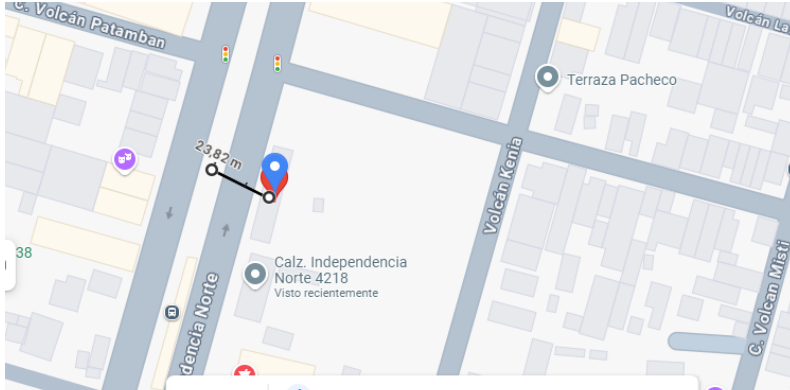 C. Volcán Patamban
Volcán La
Terraza Pacheco
23,82 m
Volcán Kenia
38
Calz. Independencia
Norte 4218
Visto recientemente
dencia Norte
C. Volcan Misti